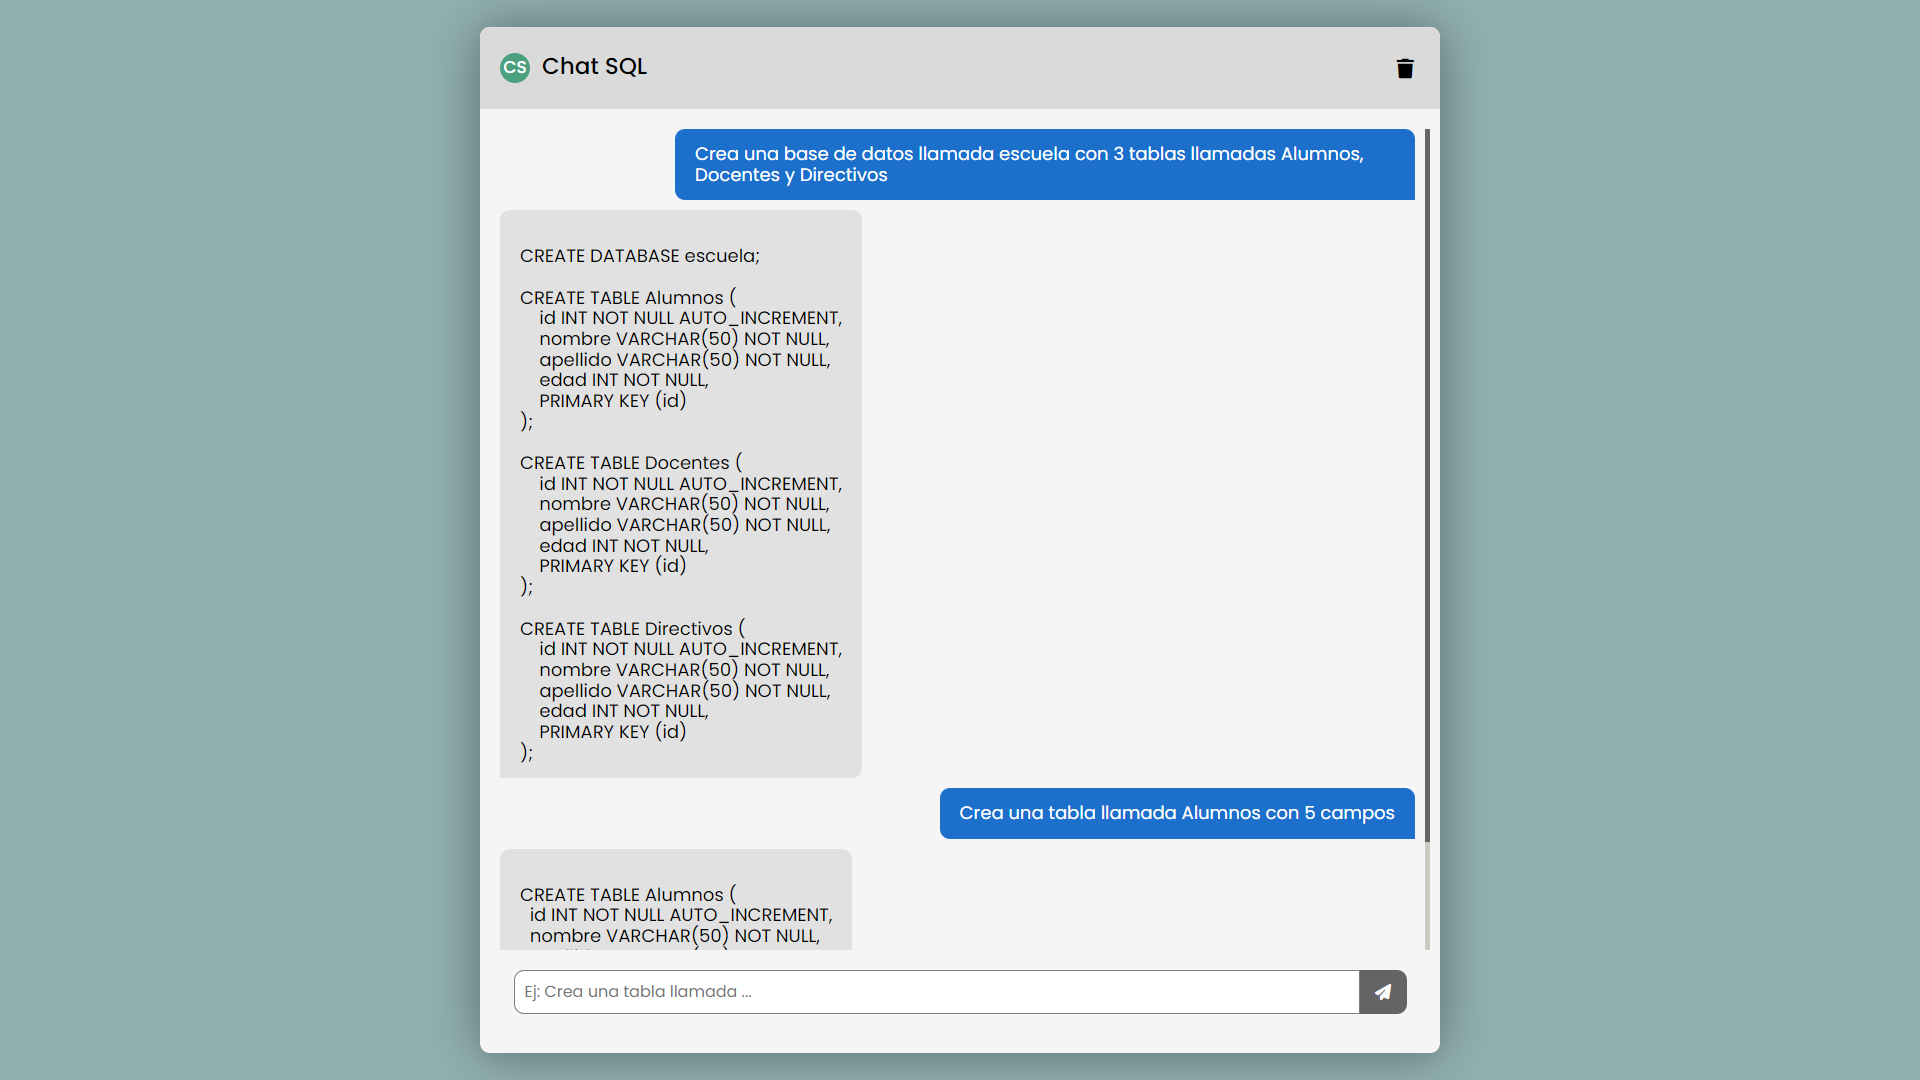 CS Chat SQL
Crea una base de datos llamada escuela con 3 tablas llamadas Alumnos,
Docentes y Directivos
CREATE DATABASE escuela;
CREATE TABLE Alumnos (
id INT NOT NULL AUTO_INCREMENT,
nombre VARCHAR(50) NOT NULL,
apellido VARCHAR(50) NOT NULL,
edad INT NOT NULL,
PRIMARY KEY (id)
);
CREATE TABLE Docentes (
id INT NOT NULL AUTO_INCREMENT,
nombre VARCHAR(50) NOT NULL,
apellido VARCHAR(50) NOT NULL,
edad INT NOT NULL,
PRIMARY KEY (id)
);
CREATE TABLE Directivos (
id INT NOT NULL AUTO_INCREMENT,
nombre VARCHAR(50) NOT NULL,
apellido VARCHAR(50) NOT NULL,
edad INT NOT NULL,
PRIMARY KEY (id)
);
Crea una tabla llamada Alumnos con 5 campos
CREATE TABLE Alumnos (
id INT NOT NULL AUTO_INCREMENT,
nombre VARCHAR(50) NOT NULL,
Ej: Crea una tabla llamada ...